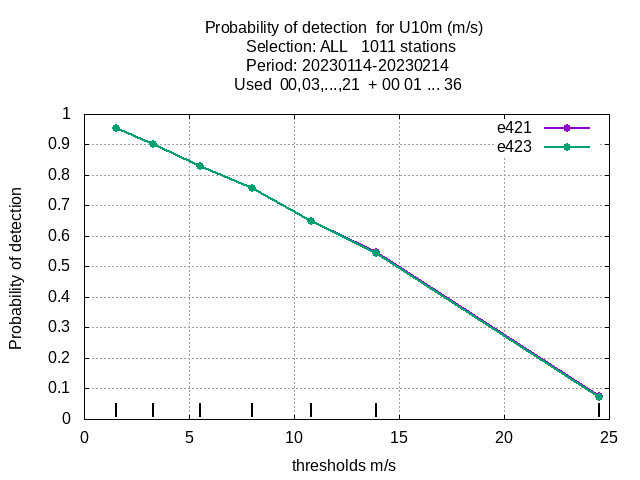 Probability of detection  for U10m (m/s)
Selection: ALL   1011 stations
Period: 20230114-20230214
Used  00,03,...,21  + 00 01 ... 36
Probability of detection
1
0.9
0.8
0.7
0.6
0.5
0.4
0.3
0.2
0.1
0
e421
e423
0 5 10 15 20 25
thresholds m/s